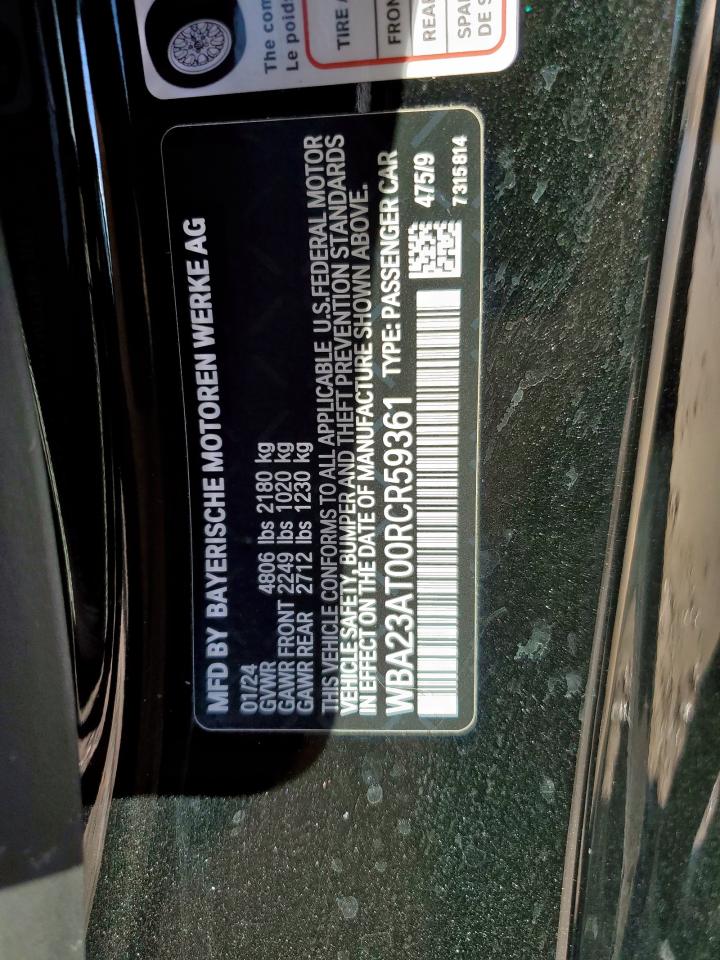 The com
Le poids
TIRE
FRON
REAR
SPAR
DE S
MFD BY BAYERISCHE MOTOREN WERKE AG
01/24
GVWR 4806 lbs 2180 kg
GAWR FRONT 2249 lbs 1020 kg
GAWR REAR 2712 lbs 1230 kg
THIS VEHICLE CONFORMS TO ALL APPLICABLE U.S.FEDERAL MOTOR
VEHICLE SAFETY, BUMPER AND THEFT PREVENTION STANDARDS
IN EFFECT ON THE DATE OF MANUFACTURE SHOWN ABOVE.
WBA23AT00RCR59361 TYPE: PASSENGER CAR
475/9
7315814